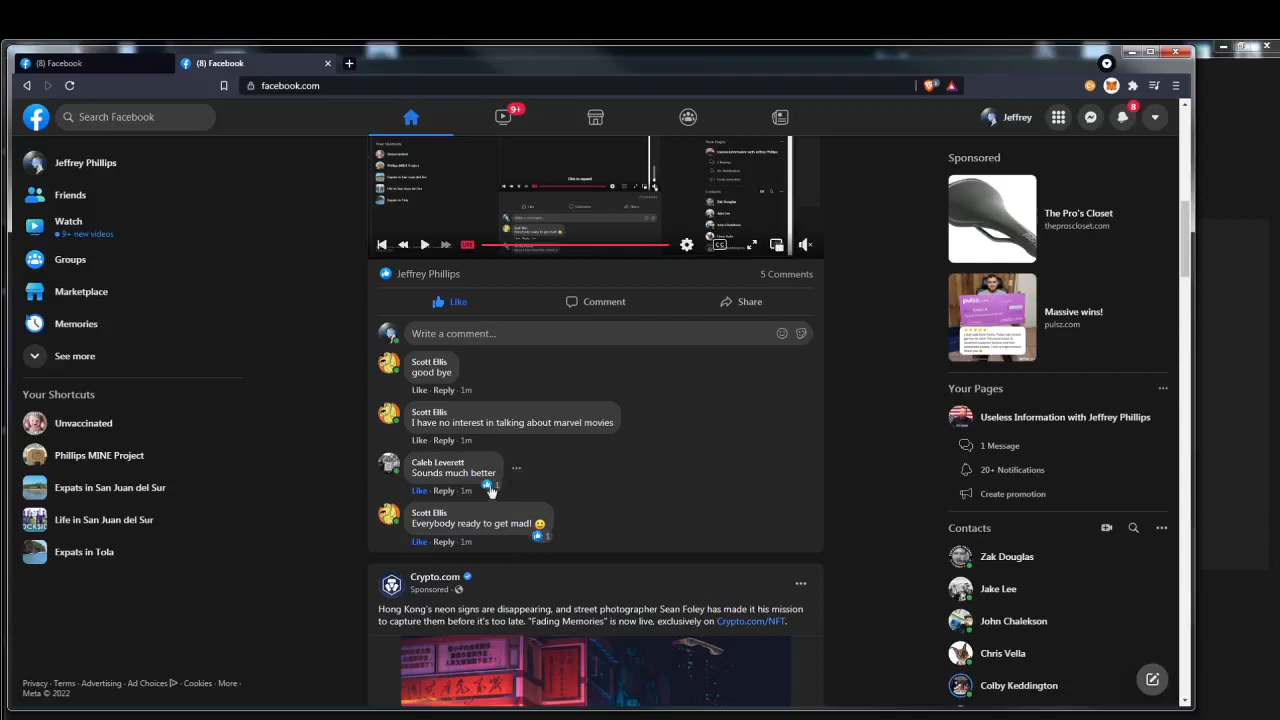 (8) Facebook
(8) Facebook
facebook.com
Search Facebook
9+
Jeffrey
8
Jeffrey Phillips
Friends
Watch
9+ new videos
Groups
Marketplace
Memories
See more
Your Shortcuts
Unvaccinated
Phillips MINE Project
Expats in San Juan del Sur
Life in San Juan del Sur
Expats in Tola
Privacy · Terms · Advertising · Ad Choices · Cookies · More ·
Meta © 2022
LIVE
CC
Jeffrey Phillips
5 Comments
Like
Comment
Share
Write a comment...
Scott Ellis
good bye
Like · Reply · 1m
Scott Ellis
I have no interest in talking about marvel movies
Like · Reply · 1m
Caleb Leverett
Sounds much better
1
Like · Reply · 1m
Scott Ellis
Everybody ready to get mad! 😀
1
Like · Reply · 1m
Crypto.com
Sponsored ·
Hong Kong's neon signs are disappearing, and street photographer Sean Foley has made it his mission
to capture them before it's too late. "Fading Memories" is now live, exclusively on Crypto.com/NFT.
Sponsored
The Pro's Closet
theproscloset.com
pulsz.com
Massive wins!
pulsz.com
Your Pages
Useless Information with Jeffrey Phillips
1 Message
20+ Notifications
Create promotion
Contacts
Zak Douglas
Jake Lee
John Chalekson
Chris Vella
Colby Keddington